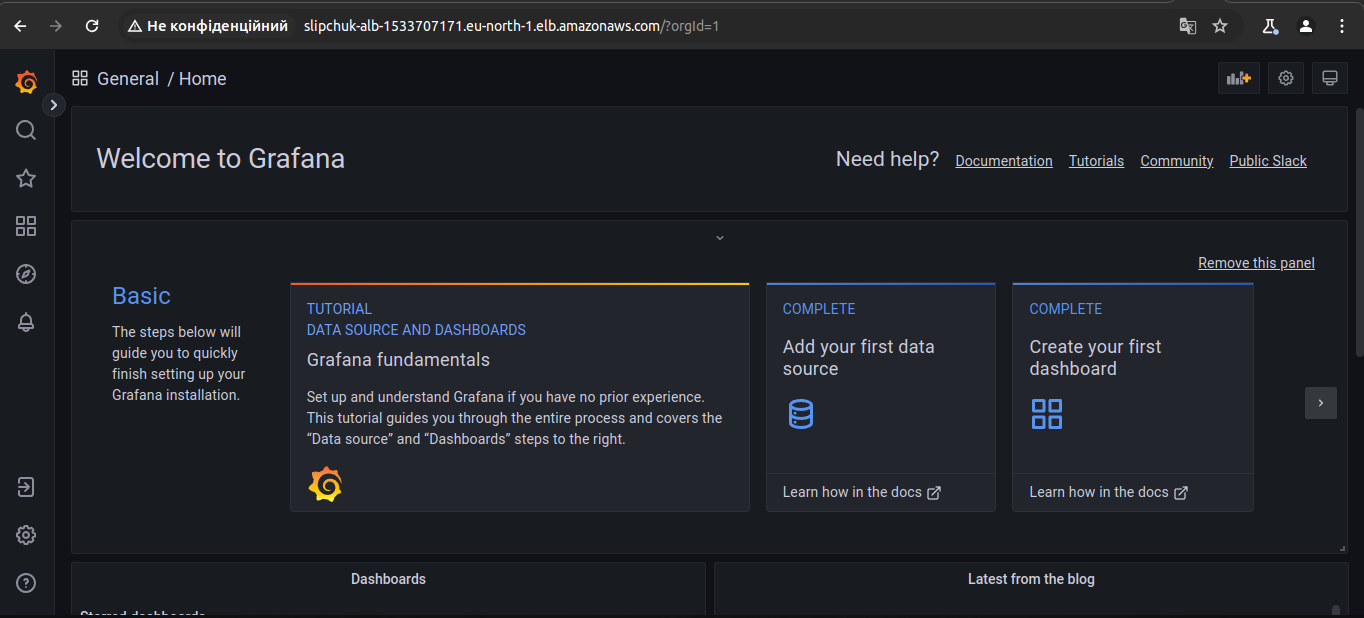 Не конфіденційний slipchuk-alb-1533707171.eu-north-1.elb.amazonaws.com/?orgId=1
General / Home
Welcome to Grafana
Need help? Documentation Tutorials Community Public Slack
Remove this panel
Basic
The steps below will
guide you to quickly
finish setting up your
Grafana installation.
TUTORIAL
DATA SOURCE AND DASHBOARDS
Grafana fundamentals
Set up and understand Grafana if you have no prior experience.
This tutorial guides you through the entire process and covers the
“Data source” and “Dashboards” steps to the right.
COMPLETE
Add your first data
source
Learn how in the docs
COMPLETE
Create your first
dashboard
Learn how in the docs
Dashboards
Starred dashboards
Latest from the blog